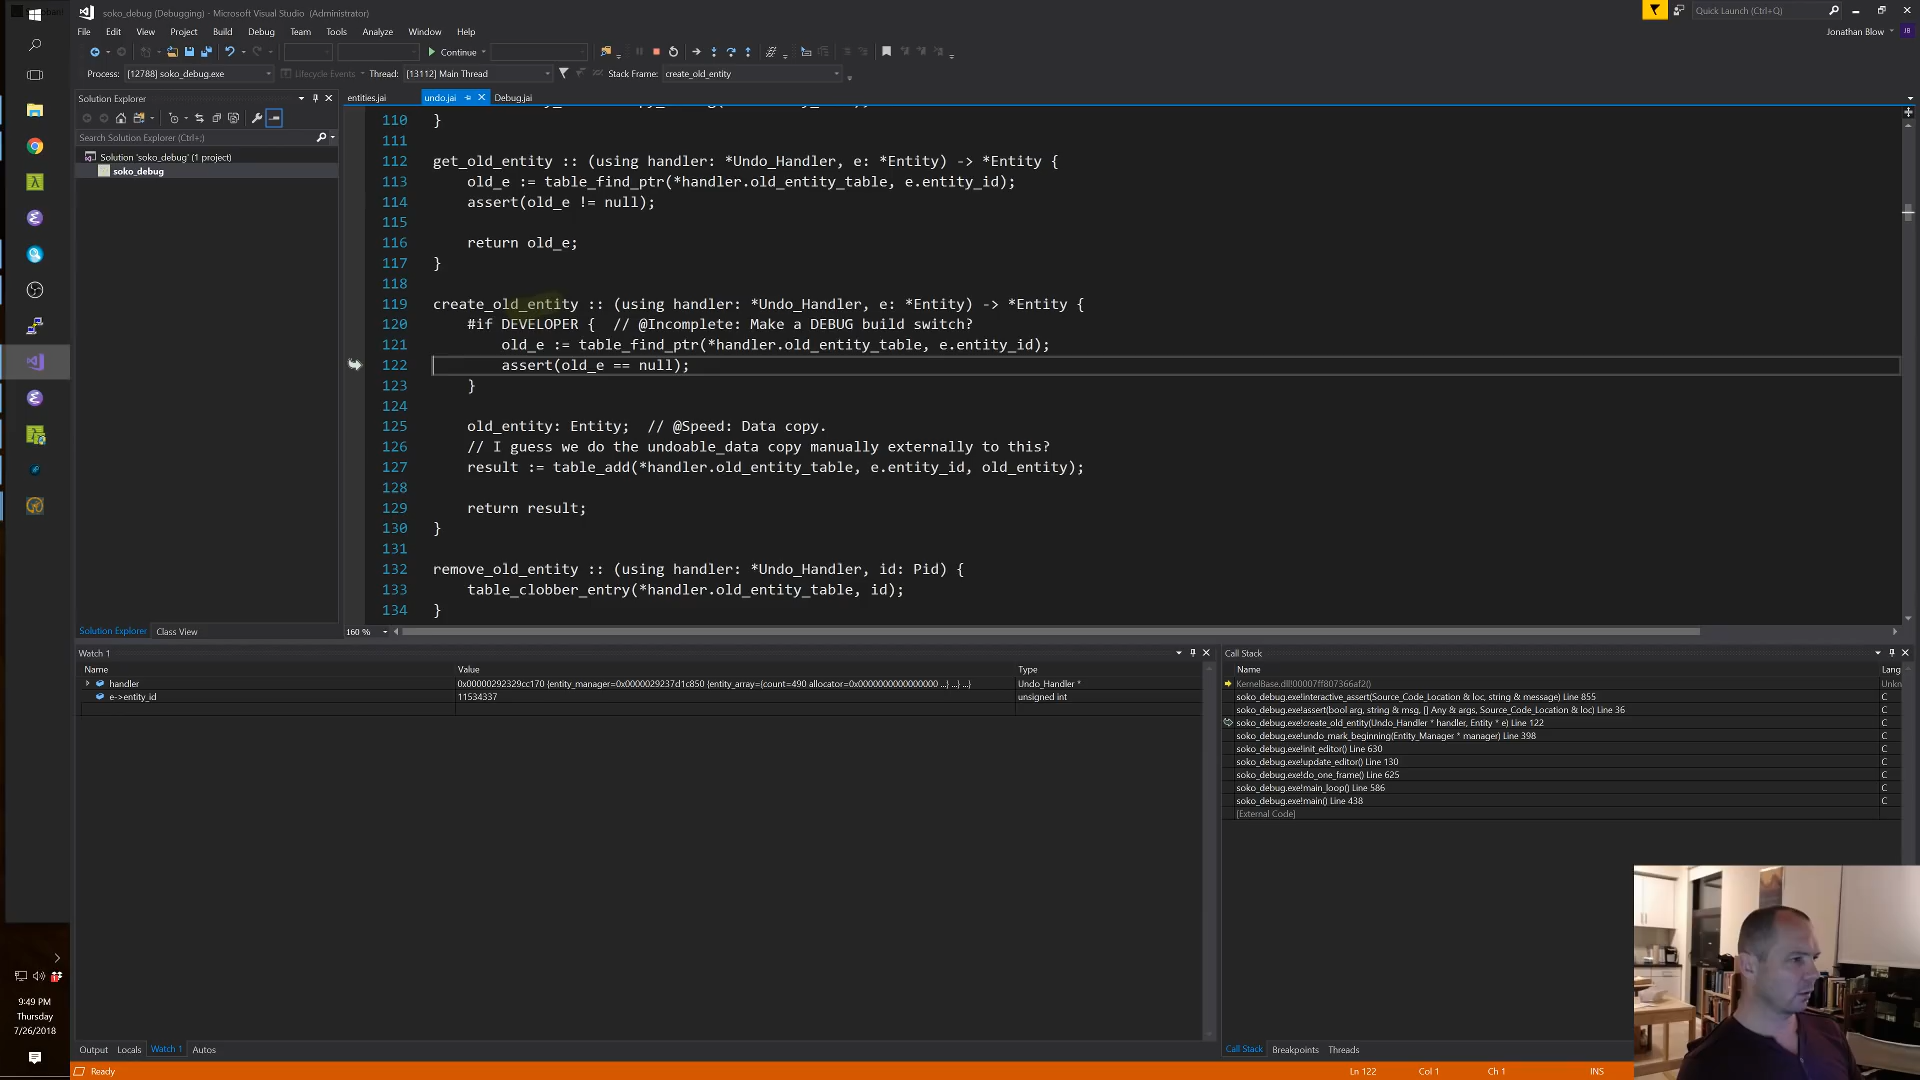 soko_debug (Debugging) - Microsoft Visual Studio (Administrator)
Quick Launch (Ctrl+Q)
File Edit View Project Build Debug Team Tools Analyze Window Help
Jonathan Blow
JB
Continue
Process: [12788] soko_debug.exe Lifecycle Events Thread: [13112] Main Thread Stack Frame: create_old_entity
Solution Explorer
entities.jai undo.jai Debug.jai
Search Solution Explorer (Ctrl+;)
Solution 'soko_debug' (1 project)
soko_debug
110 }
111
112 get_old_entity :: (using handler: *Undo_Handler, e: *Entity) -> *Entity {
113 old_e := table_find_ptr(*handler.old_entity_table, e.entity_id);
114 assert(old_e != null);
115
116 return old_e;
117 }
118
119 create_old_entity :: (using handler: *Undo_Handler, e: *Entity) -> *Entity {
120 #if DEVELOPER { // @Incomplete: Make a DEBUG build switch?
121 old_e := table_find_ptr(*handler.old_entity_table, e.entity_id);
122 assert(old_e == null);
123 }
124
125 old_entity: Entity; // @Speed: Data copy.
126 // I guess we do the undoable_data copy manually externally to this?
127 result := table_add(*handler.old_entity_table, e.entity_id, old_entity);
128
129 return result;
130 }
131
132 remove_old_entity :: (using handler: *Undo_Handler, id: Pid) {
133 table_clobber_entry(*handler.old_entity_table, id);
134 }
Solution Explorer Class View
160 %
Watch 1
Name Value Type
handler 0x00000292329cc170 {entity_manager=0x0000029237d1c850 {entity_array={count=490 allocator=0x0000000000000000 ...} ...} ...} Undo_Handler *
e->entity_id 11534337 unsigned int
Call Stack
Name Lang
KernelBase.dll!00007ff807366af2() Unkn
soko_debug.exe!interactive_assert(Source_Code_Location & loc, string & message) Line 855 C
soko_debug.exe!assert(bool arg, string & msg, [] Any & args, Source_Code_Location & loc) Line 36 C
soko_debug.exe!create_old_entity(Undo_Handler * handler, Entity * e) Line 122 C
soko_debug.exe!undo_mark_beginning(Entity_Manager * manager) Line 398 C
soko_debug.exe!init_editor() Line 630 C
soko_debug.exe!update_editor() Line 130 C
soko_debug.exe!do_one_frame() Line 625 C
soko_debug.exe!main_loop() Line 586 C
soko_debug.exe!main() Line 438 C
[External Code]
9:49 PM
Thursday
7/26/2018
Output Locals Watch 1 Autos
Call Stack Breakpoints Threads
Ready
Ln 122 Col 1 Ch 1 INS